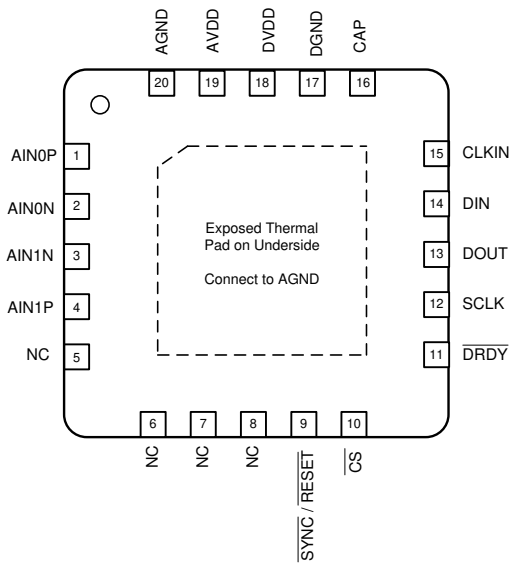 AGND
AVDD
DVDD
DGND
CAP
20
19
18
17
16
AIN0P 1
AIN0N 2
AIN1N 3
AIN1P 4
NC 5
15 CLKIN
14 DIN
13 DOUT
12 SCLK
11 DRDY
Exposed Thermal
Pad on Underside
Connect to AGND
6
7
8
9
10
NC
NC
NC
SYNC / RESET
CS